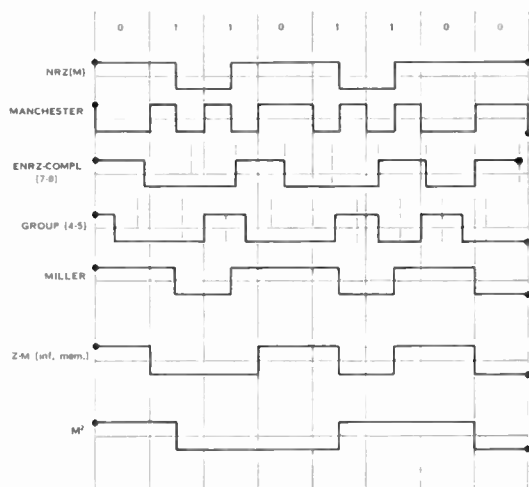 0 1 1 0 1 1 0 0
NRZ(M)
MANCHESTER
ENRZ-COMPL
(7-8)
GROUP (4-5)
MILLER
Z-M (inf. mem.)
M²